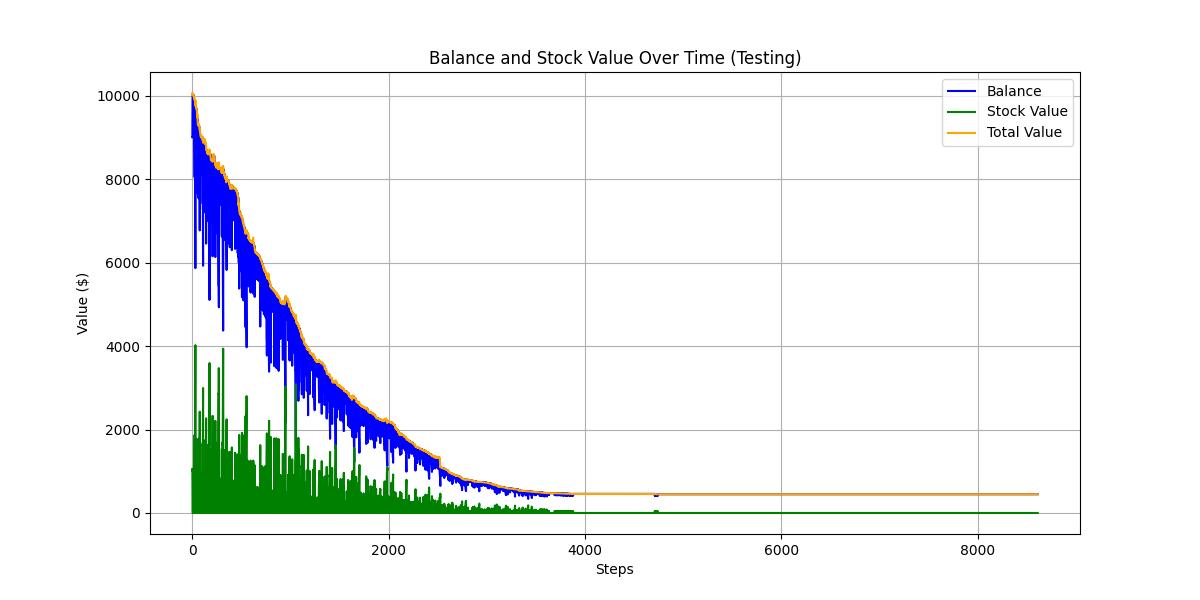 Balance and Stock Value Over Time (Testing)
Balance
Stock Value
Total Value
10000
8000
6000
4000
2000
0
Value ($)
0 2000 4000 6000 8000
Steps